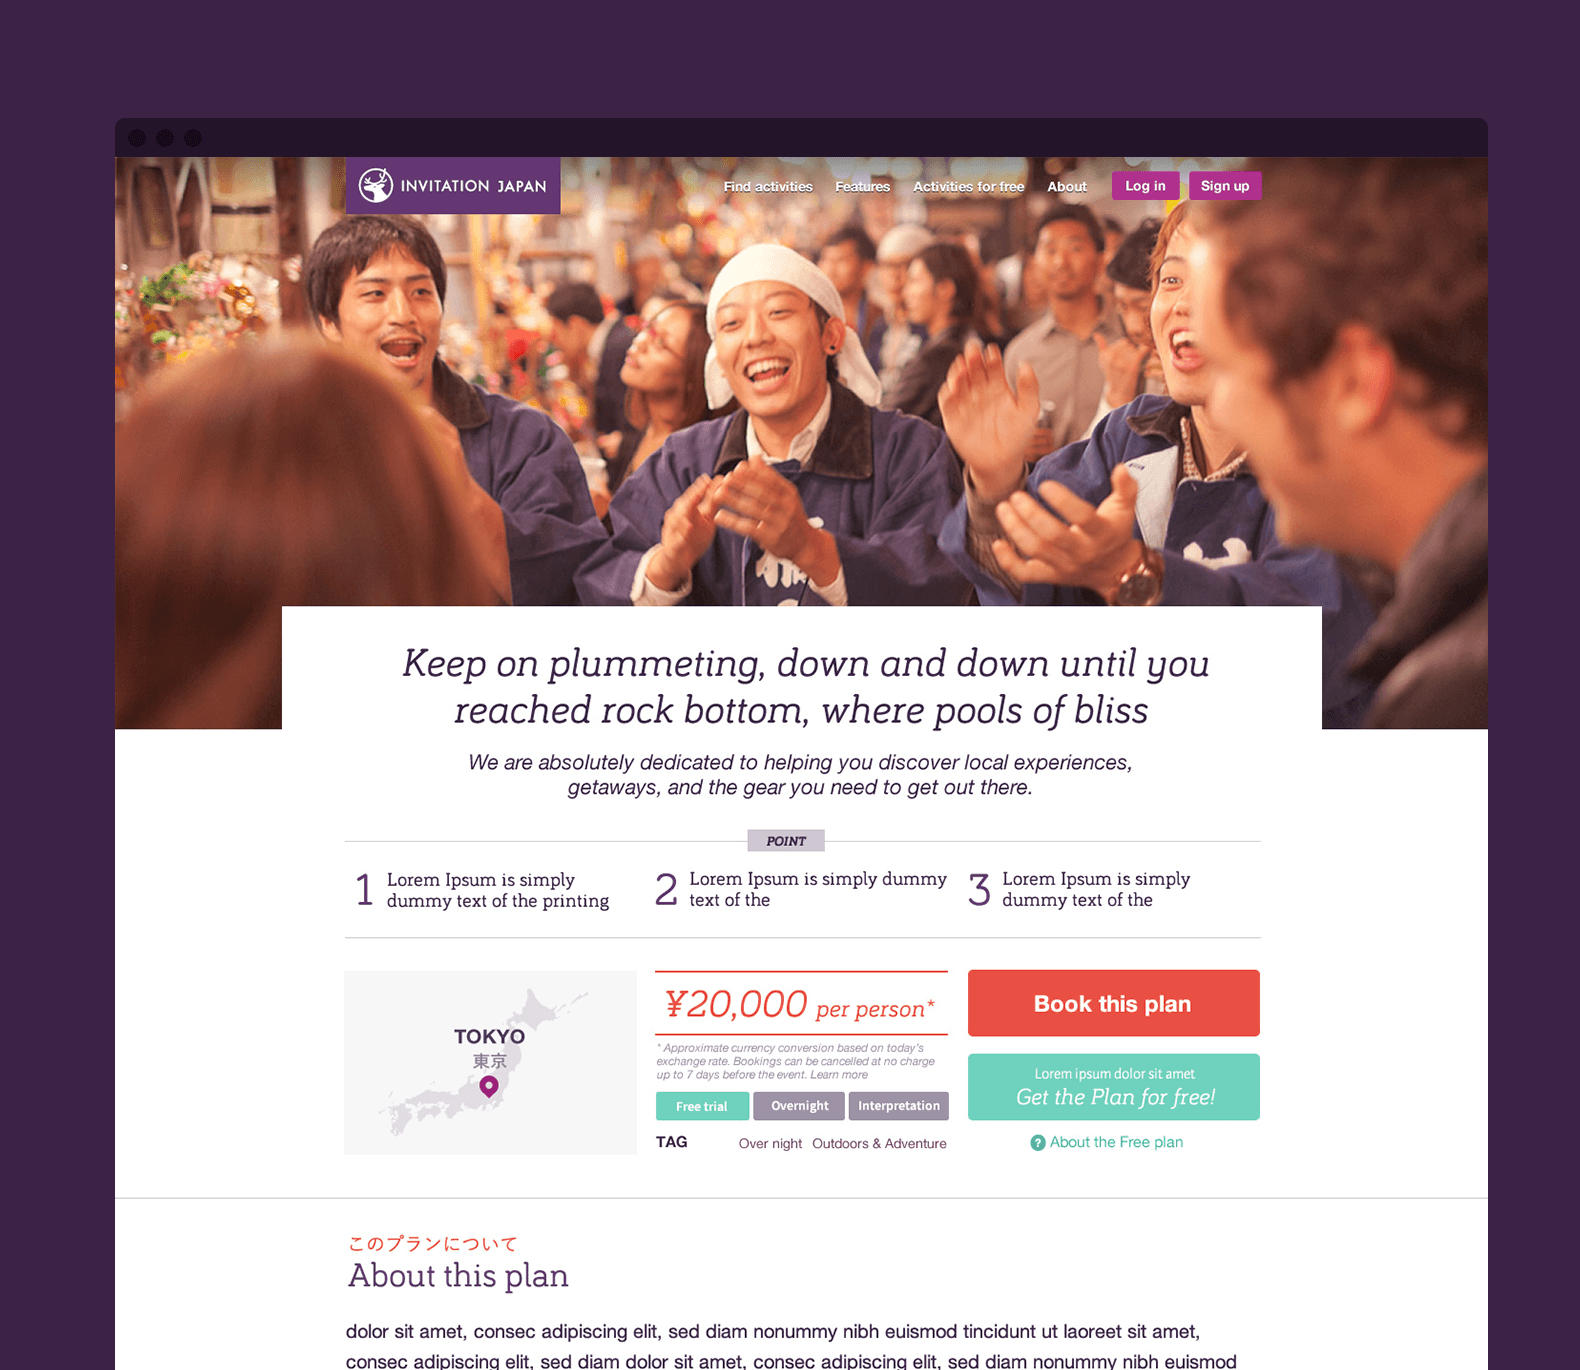 INVITATION JAPAN
Find activities Features Activities for free About Log in Sign up
Keep on plummeting, down and down until you
reached rock bottom, where pools of bliss
We are absolutely dedicated to helping you discover local experiences,
getaways, and the gear you need to get out there.
POINT
1 Lorem Ipsum is simply
dummy text of the printing
2 Lorem Ipsum is simply dummy
text of the
3 Lorem Ipsum is simply
dummy text of the
TOKYO
東京
¥20,000 per person*
* Approximate currency conversion based on today's
exchange rate. Bookings can be cancelled at no charge
up to 7 days before the event. Learn more
Free trial Overnight Interpretation
TAG Over night Outdoors & Adventure
Book this plan
Lorem ipsum dolor sit amet
Get the Plan for free!
? About the Free plan
このプランについて
About this plan
dolor sit amet, consec adipiscing elit, sed diam nonummy nibh euismod tincidunt ut laoreet sit amet,
consec adipiscing elit, sed diam dolor sit amet, consec adipiscing elit, sed diam nonummy nibh euismod